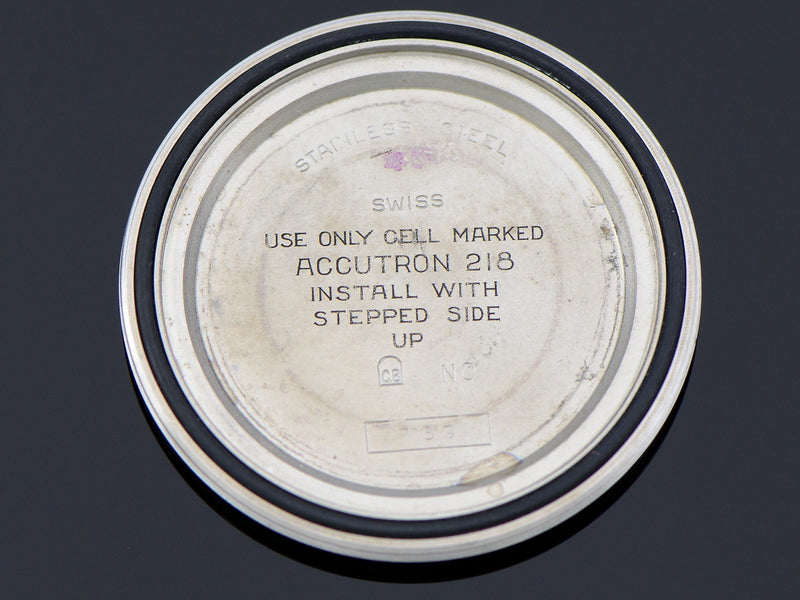 STAINLESS STEEL
SWISS
USE ONLY CELL MARKED
ACCUTRON 218
INSTALL WITH
STEPPED SIDE
UP
C.B NO